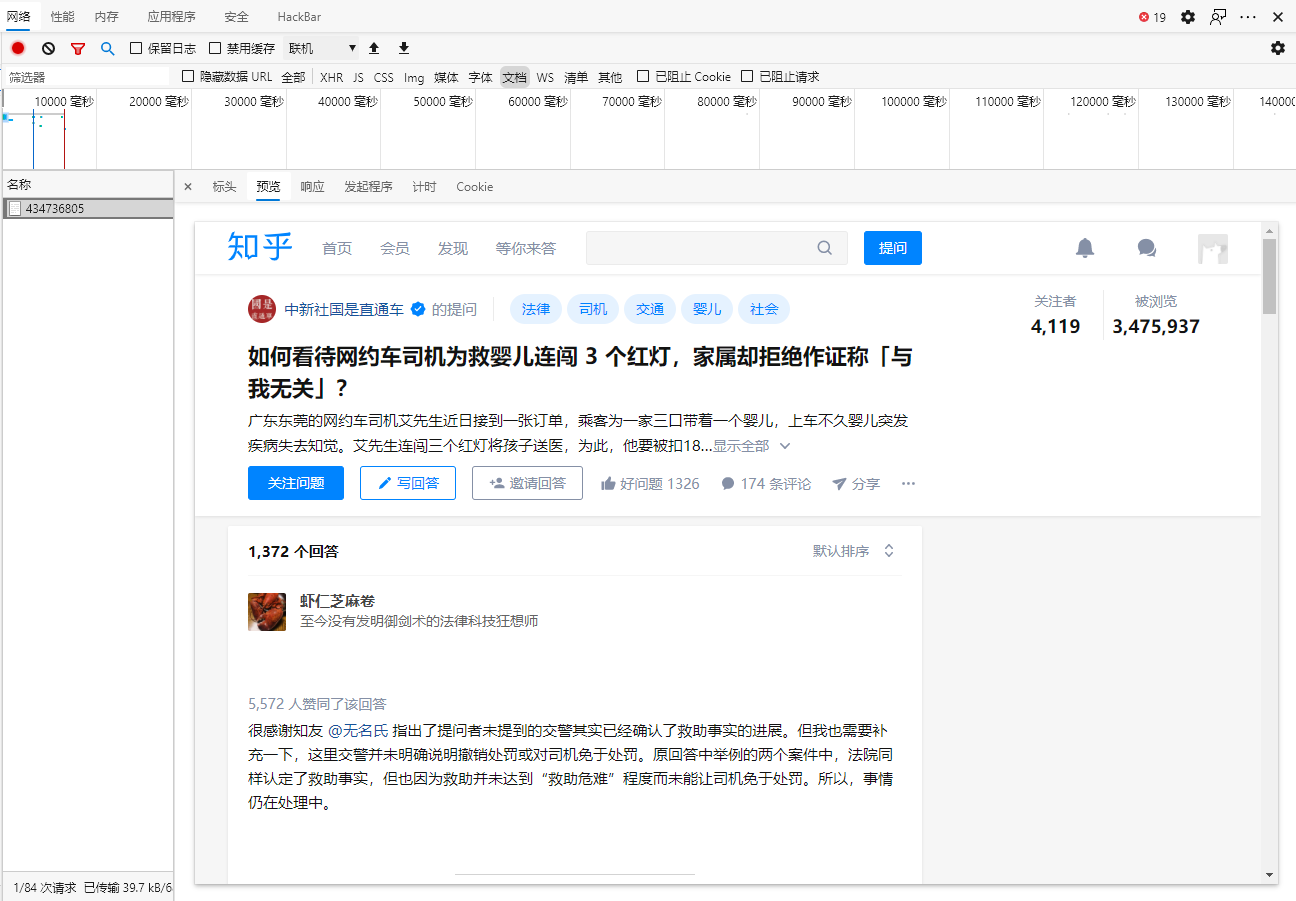 网络 性能 内存 应用程序 安全 HackBar 19
保留日志 禁用缓存 联机
筛选器 隐藏数据 URL 全部 XHR JS CSS Img 媒体 字体 文档 WS 清单 其他 已阻止 Cookie 已阻止请求
10000 毫秒 20000 毫秒 30000 毫秒 40000 毫秒 50000 毫秒 60000 毫秒 70000 毫秒 80000 毫秒 90000 毫秒 100000 毫秒 110000 毫秒 120000 毫秒 130000 毫秒
名称 标头 预览 响应 发起程序 计时 Cookie
434736805
知乎 首页 会员 发现 等你来答 提问
中新社国是直通车 的提问 法律 司机 交通 婴儿 社会 关注者 被浏览
4,119 3,475,937
如何看待网约车司机为救婴儿连闯 3 个红灯，家属却拒绝作证称「与
我无关」？
广东东莞的网约车司机艾先生近日接到一张订单，乘客为一家三口带着一个婴儿，上车不久婴儿突发
疾病失去知觉。艾先生连闯三个红灯将孩子送医，为此，他要被扣18...显示全部
关注问题 写回答 邀请回答 好问题 1326 174 条评论 分享
1,372 个回答 默认排序
虾仁芝麻卷
至今没有发明御剑术的法律科技狂想师
5,572 人赞同了该回答
很感谢知友 @无名氏 指出了提问者未提到的交警其实已经确认了救助事实的进展。但我也需要补
充一下，这里交警并未明确说明撤销处罚或对司机免于处罚。原回答中举例的两个案件中，法院同
样认定了救助事实，但也因为救助并未达到“救助危难”程度而未能让司机免于处罚。所以，事情
仍在处理中。
1/84 次请求 已传输 39.7 kB/6